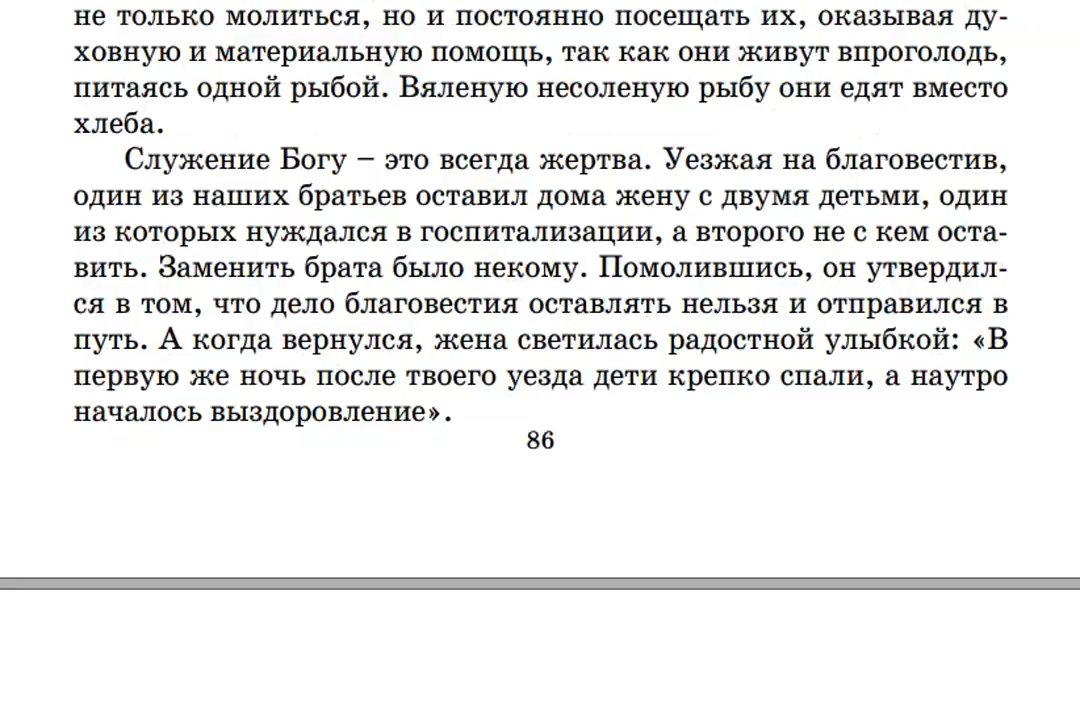 не только молиться, но и постоянно посещать их, оказывая ду-
ховную и материальную помощь, так как они живут впроголодь,
питаясь одной рыбой. Вяленую несоленую рыбу они едят вместо
хлеба.
Служение Богу – это всегда жертва. Уезжая на благовестив,
один из наших братьев оставил дома жену с двумя детьми, один
из которых нуждался в госпитализации, а второго не с кем оста-
вить. Заменить брата было некому. Помолившись, он утвердил-
ся в том, что дело благовестия оставлять нельзя и отправился в
путь. А когда вернулся, жена светилась радостной улыбкой: «В
первую же ночь после твоего уезда дети крепко спали, а наутро
началось выздоровление».
86